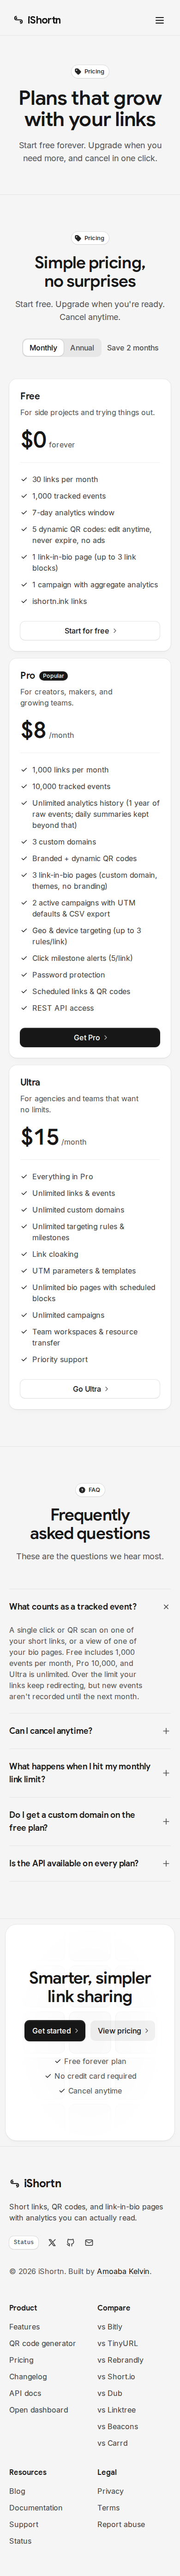 iShortn
Pricing
Plans that grow
with your links
Start free forever. Upgrade when you
need more, and cancel in one click.
Pricing
Simple pricing,
no surprises
Start free. Upgrade when you're ready.
Cancel anytime.
Monthly Annual Save 2 months
Free
For side projects and trying things out.
$0 forever
30 links per month
1,000 tracked events
7-day analytics window
5 dynamic QR codes: edit anytime,
never expire, no ads
1 link-in-bio page (up to 3 link
blocks)
1 campaign with aggregate analytics
ishortn.ink links
Start for free
Pro Popular
For creators, makers, and
growing teams.
$8 /month
1,000 links per month
10,000 tracked events
Unlimited analytics history (1 year of
raw events; daily summaries kept
beyond that)
3 custom domains
Branded + dynamic QR codes
3 link-in-bio pages (custom domain,
themes, no branding)
2 active campaigns with UTM
defaults & CSV export
Geo & device targeting (up to 3
rules/link)
Click milestone alerts (5/link)
Password protection
Scheduled links & QR codes
REST API access
Get Pro
Ultra
For agencies and teams that want
no limits.
$15 /month
Everything in Pro
Unlimited links & events
Unlimited custom domains
Unlimited targeting rules &
milestones
Link cloaking
UTM parameters & templates
Unlimited bio pages with scheduled
blocks
Unlimited campaigns
Team workspaces & resource
transfer
Priority support
Go Ultra
FAQ
Frequently
asked questions
These are the questions we hear most.
What counts as a tracked event?
A single click or QR scan on one of
your short links, or a view of one of
your bio pages. Free includes 1,000
events per month, Pro 10,000, and
Ultra is unlimited. Over the limit your
links keep redirecting, but new events
aren't recorded until the next month.
Can I cancel anytime?
What happens when I hit my monthly
link limit?
Do I get a custom domain on the
free plan?
Is the API available on every plan?
Smarter, simpler
link sharing
Get started View pricing
Free forever plan
No credit card required
Cancel anytime
iShortn
Short links, QR codes, and link-in-bio pages
with analytics you can actually read.
Status
© 2026 iShortn. Built by Amoaba Kelvin.
Product
Features
QR code generator
Pricing
Changelog
API docs
Open dashboard
Compare
vs Bitly
vs TinyURL
vs Rebrandly
vs Short.io
vs Dub
vs Linktree
vs Beacons
vs Carrd
Resources
Blog
Documentation
Support
Status
Legal
Privacy
Terms
Report abuse